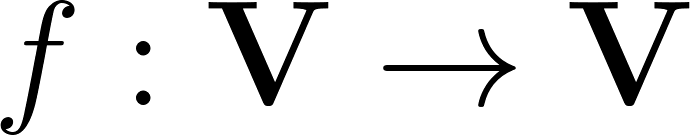 f : V → V